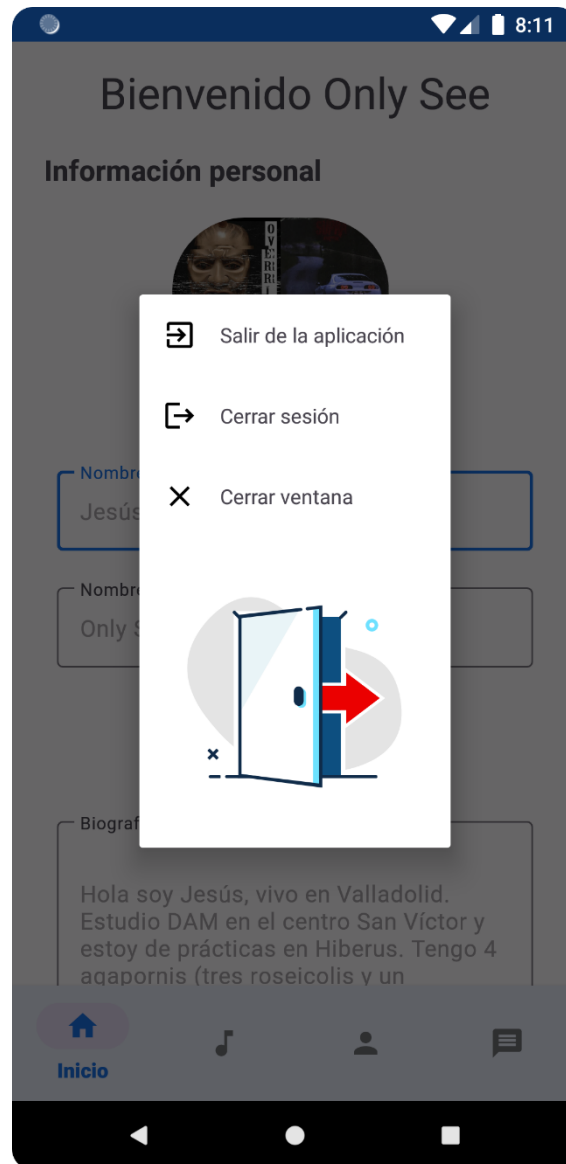 8:11
Bienvenido Only See
Información personal
OVERRI
Salir de la aplicación
Cerrar sesión
Cerrar ventana
Nombre
Jesús
Nombre
Only S
Biograf
Hola soy Jesús, vivo en Valladolid.
Estudio DAM en el centro San Víctor y
estoy de prácticas en Hiberus. Tengo 4
agapornis (tres roseicolis y un
Inicio